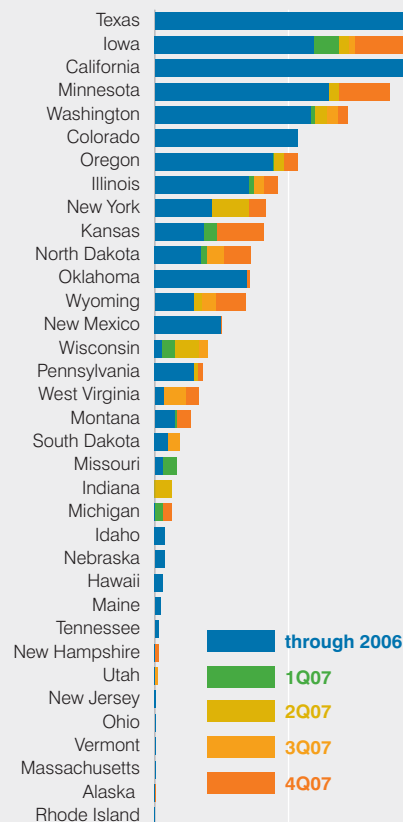 Texas
Iowa
California
Minnesota
Washington
Colorado
Oregon
Illinois
New York
Kansas
North Dakota
Oklahoma
Wyoming
New Mexico
Wisconsin
Pennsylvania
West Virginia
Montana
South Dakota
Missouri
Indiana
Michigan
Idaho
Nebraska
Hawaii
Maine
Tennessee
New Hampshire
Utah
New Jersey
Ohio
Vermont
Massachusetts
Alaska
Rhode Island
through 2006
1Q07
2Q07
3Q07
4Q07